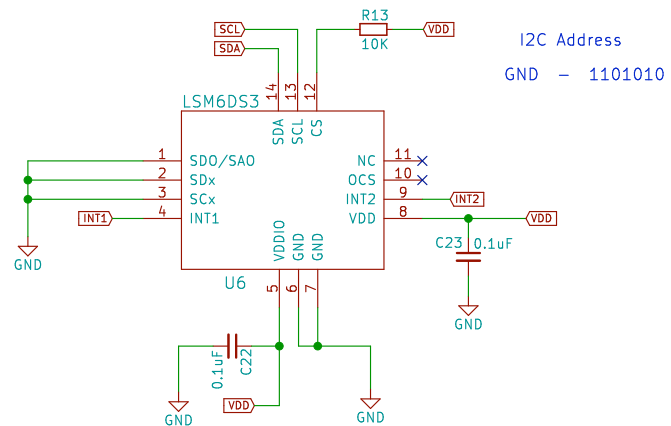 R13
SCL
VDD
10K
I2C Address
SDA
GND - 1101010
14
13
12
LSM6DS3
SDA
SCL
CS
1
SDO/SAO
NC
11
2
SDx
OCS
10
3
SCx
INT2
9
INT2
INT1
4
INT1
VDD
8
VDD
VDDIO
GND
GND
C23
0.1uF
GND
U6
5
6
7
GND
0.1uF
C22
VDD
GND
GND